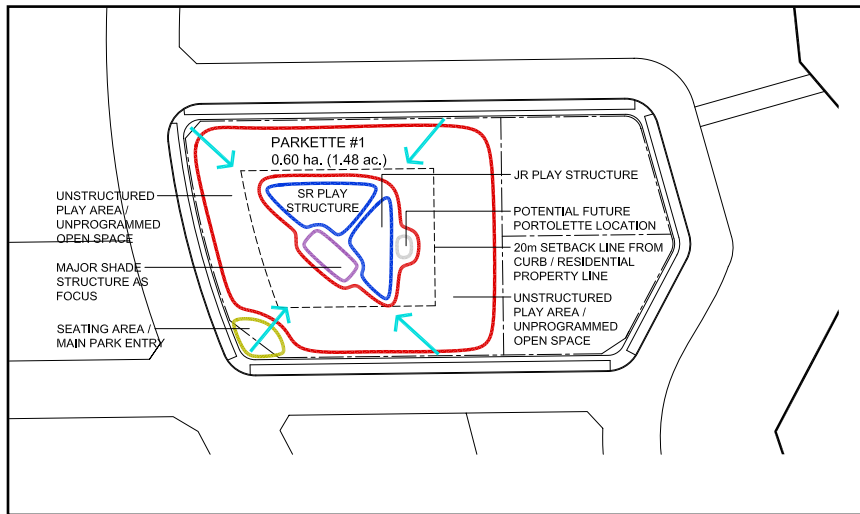 PARKETTE #1
0.60 ha. (1.48 ac.)
SR PLAY
STRUCTURE
UNSTRUCTURED
PLAY AREA /
UNPROGRAMMED
OPEN SPACE
MAJOR SHADE
STRUCTURE AS
FOCUS
SEATING AREA /
MAIN PARK ENTRY
JR PLAY STRUCTURE
POTENTIAL FUTURE
PORTOLETTE LOCATION
20m SETBACK LINE FROM
CURB / RESIDENTIAL
PROPERTY LINE
UNSTRUCTURED
PLAY AREA /
UNPROGRAMMED
OPEN SPACE